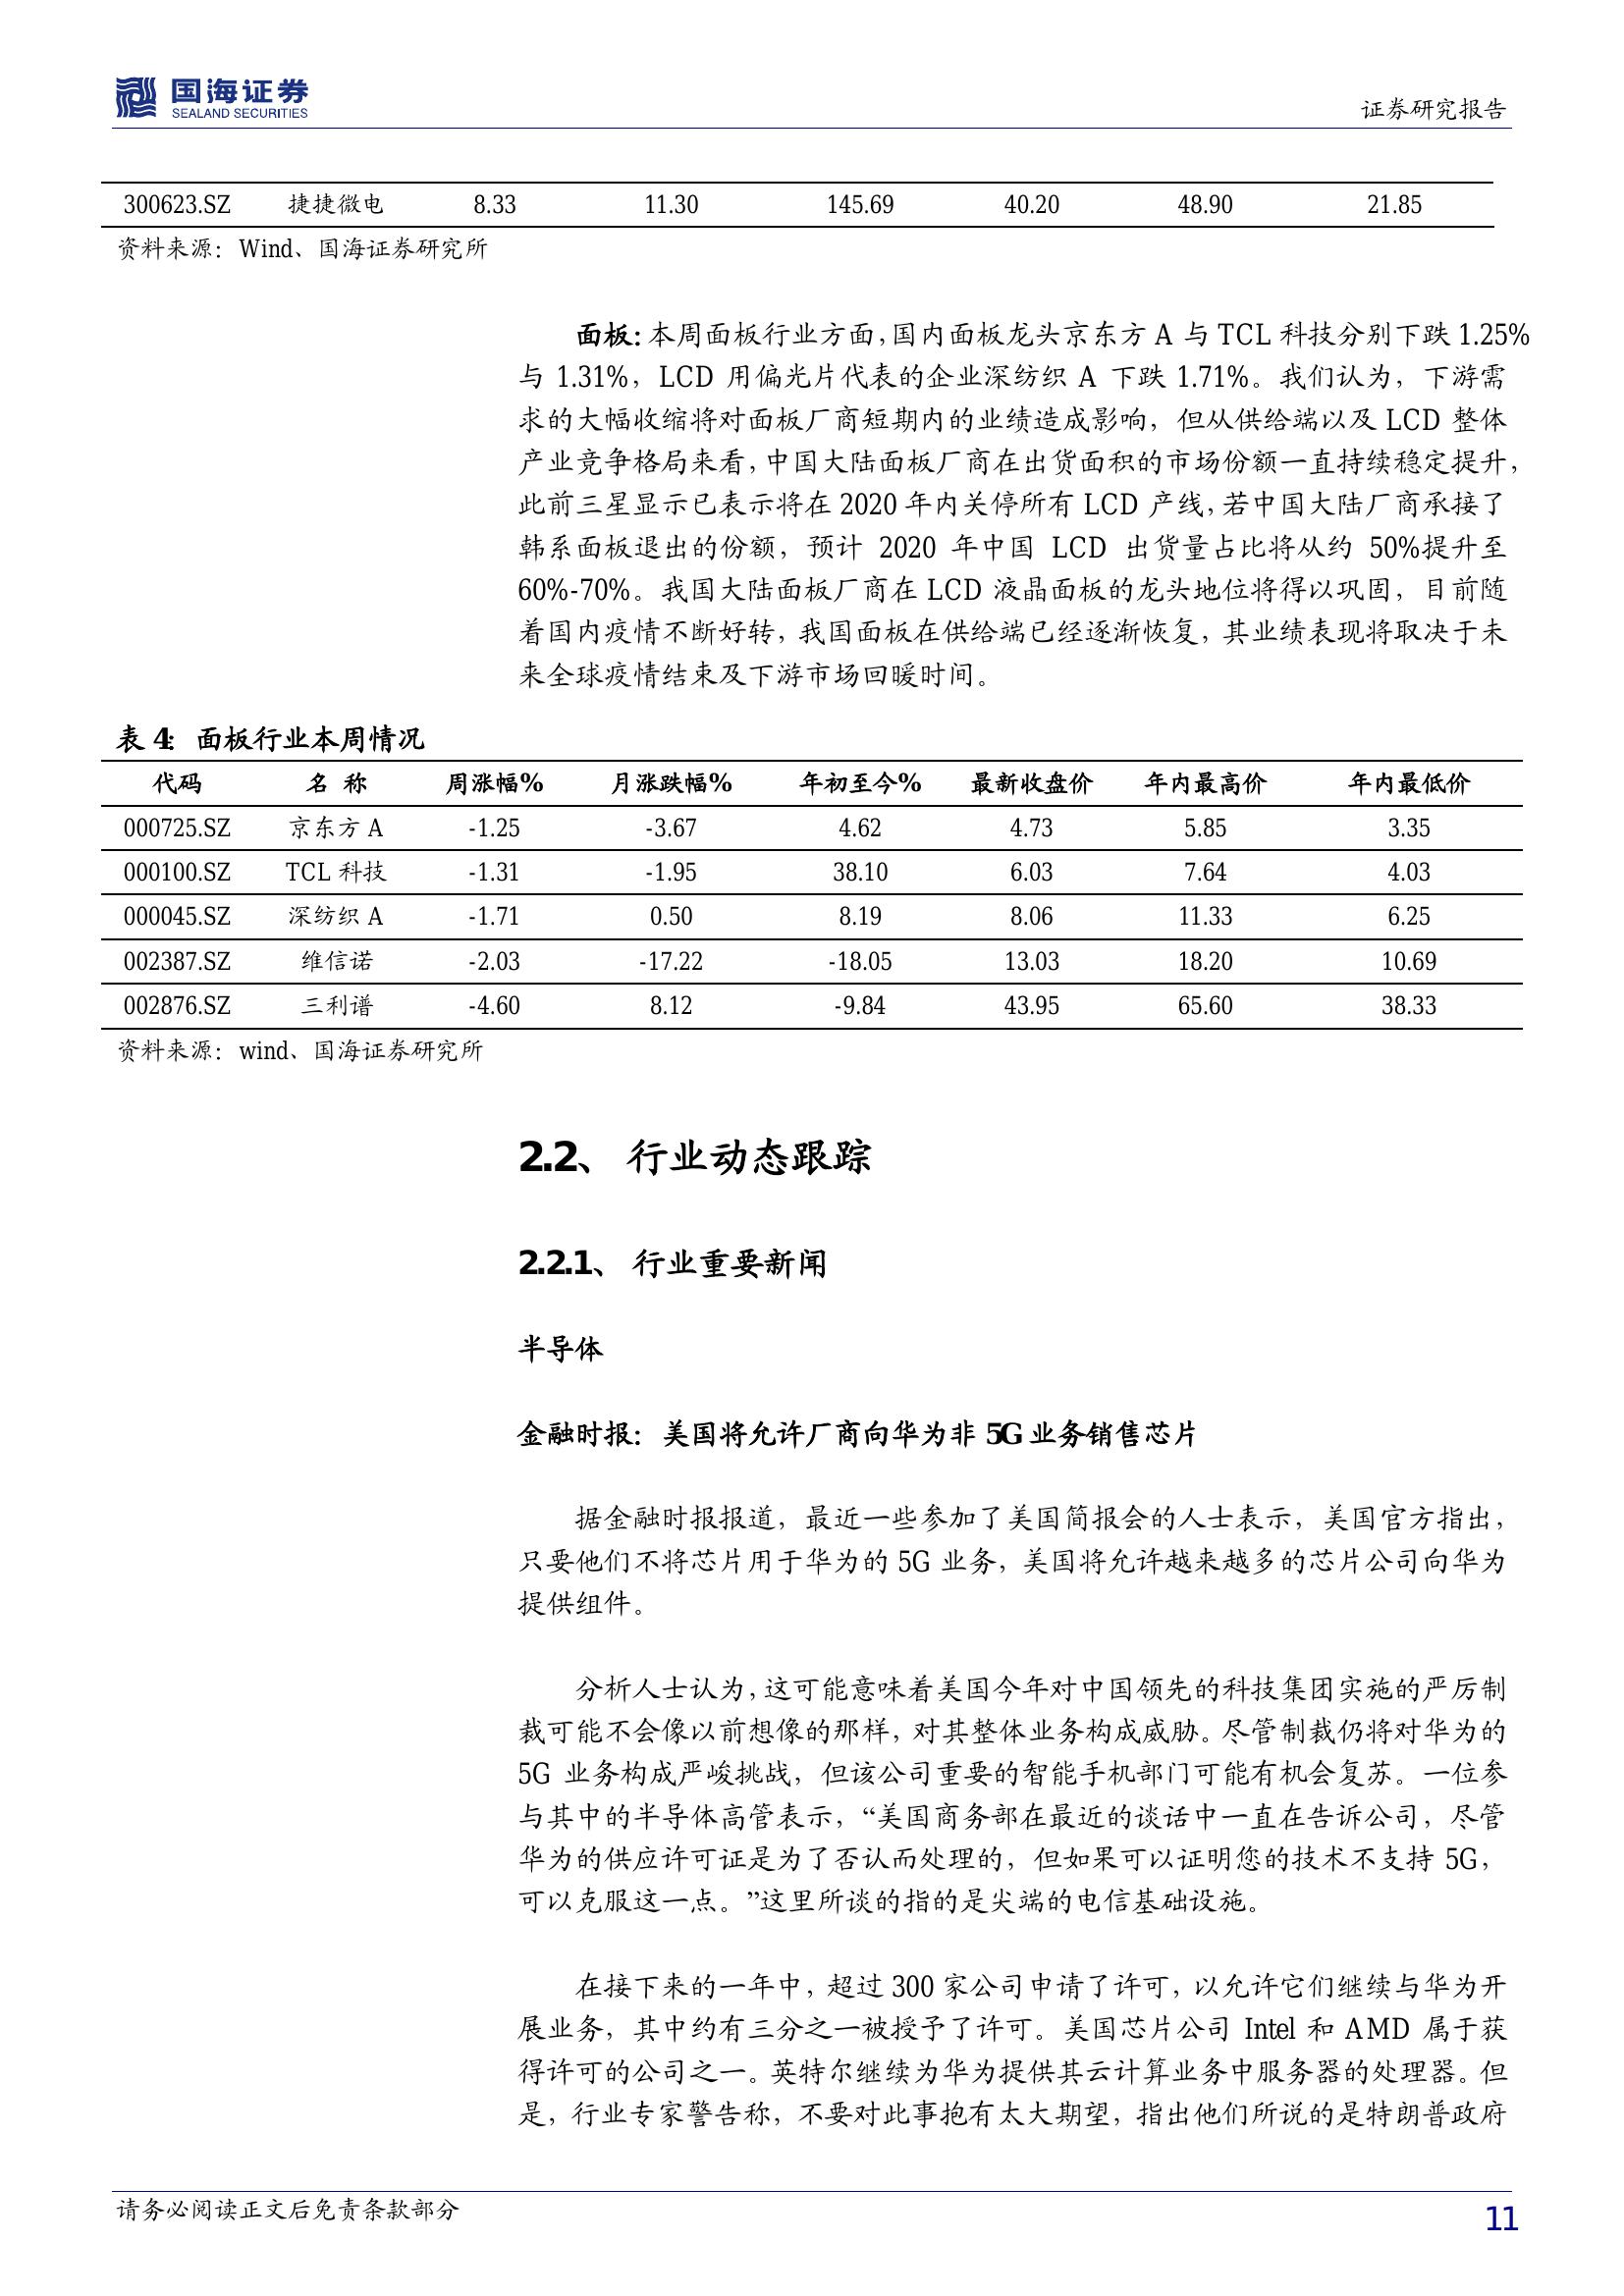 国海证券
SEALAND SECURITIES
证券研究报告
300623.SZ 捷捷微电 8.33 11.30 145.69 40.20 48.90 21.85
资料来源：Wind、国海证券研究所
面板：本周面板行业方面，国内面板龙头京东方 A 与 TCL 科技分别下跌 1.25%
与 1.31%，LCD 用偏光片代表的企业深纺织 A 下跌 1.71%。我们认为，下游需
求的大幅收缩将对面板厂商短期内的业绩造成影响，但从供给端以及 LCD 整体
产业竞争格局来看，中国大陆面板厂商在出货面积的市场份额一直持续稳定提升，
此前三星显示已表示将在 2020 年内关停所有 LCD 产线，若中国大陆厂商承接了
韩系面板退出的份额，预计 2020 年中国 LCD 出货量占比将从约 50%提升至
60%-70%。我国大陆面板厂商在 LCD 液晶面板的龙头地位将得以巩固，目前随
着国内疫情不断好转，我国面板在供给端已经逐渐恢复，其业绩表现将取决于未
来全球疫情结束及下游市场回暖时间。
表 4：面板行业本周情况
代码 名 称 周涨幅% 月涨跌幅% 年初至今% 最新收盘价 年内最高价 年内最低价
000725.SZ 京东方 A -1.25 -3.67 4.62 4.73 5.85 3.35
000100.SZ TCL 科技 -1.31 -1.95 38.10 6.03 7.64 4.03
000045.SZ 深纺织 A -1.71 0.50 8.19 8.06 11.33 6.25
002387.SZ 维信诺 -2.03 -17.22 -18.05 13.03 18.20 10.69
002876.SZ 三利谱 -4.60 8.12 -9.84 43.95 65.60 38.33
资料来源：wind、国海证券研究所
2.2、 行业动态跟踪
2.2.1、 行业重要新闻
半导体
金融时报：美国将允许厂商向华为非 5G 业务销售芯片
据金融时报报道，最近一些参加了美国简报会的人士表示，美国官方指出，
只要他们不将芯片用于华为的 5G 业务，美国将允许越来越多的芯片公司向华为
提供组件。
分析人士认为，这可能意味着美国今年对中国领先的科技集团实施的严厉制
裁可能不会像以前想像的那样，对其整体业务构成威胁。尽管制裁仍将对华为的
5G 业务构成严峻挑战，但该公司重要的智能手机部门可能有机会复苏。一位参
与其中的半导体高管表示，“美国商务部在最近的谈话中一直在告诉公司，尽管
华为的供应许可证是为了否认而处理的，但如果可以证明您的技术不支持 5G，
可以克服这一点。”这里所谈的指的是尖端的电信基础设施。
在接下来的一年中，超过 300 家公司申请了许可，以允许它们继续与华为开
展业务，其中约有三分之一被授予了许可。美国芯片公司 Intel 和 AMD 属于获
得许可的公司之一。英特尔继续为华为提供其云计算业务中服务器的处理器。但
是，行业专家警告称，不要对此事抱有太大期望，指出他们所说的是特朗普政府
请务必阅读正文后免责条款部分
11